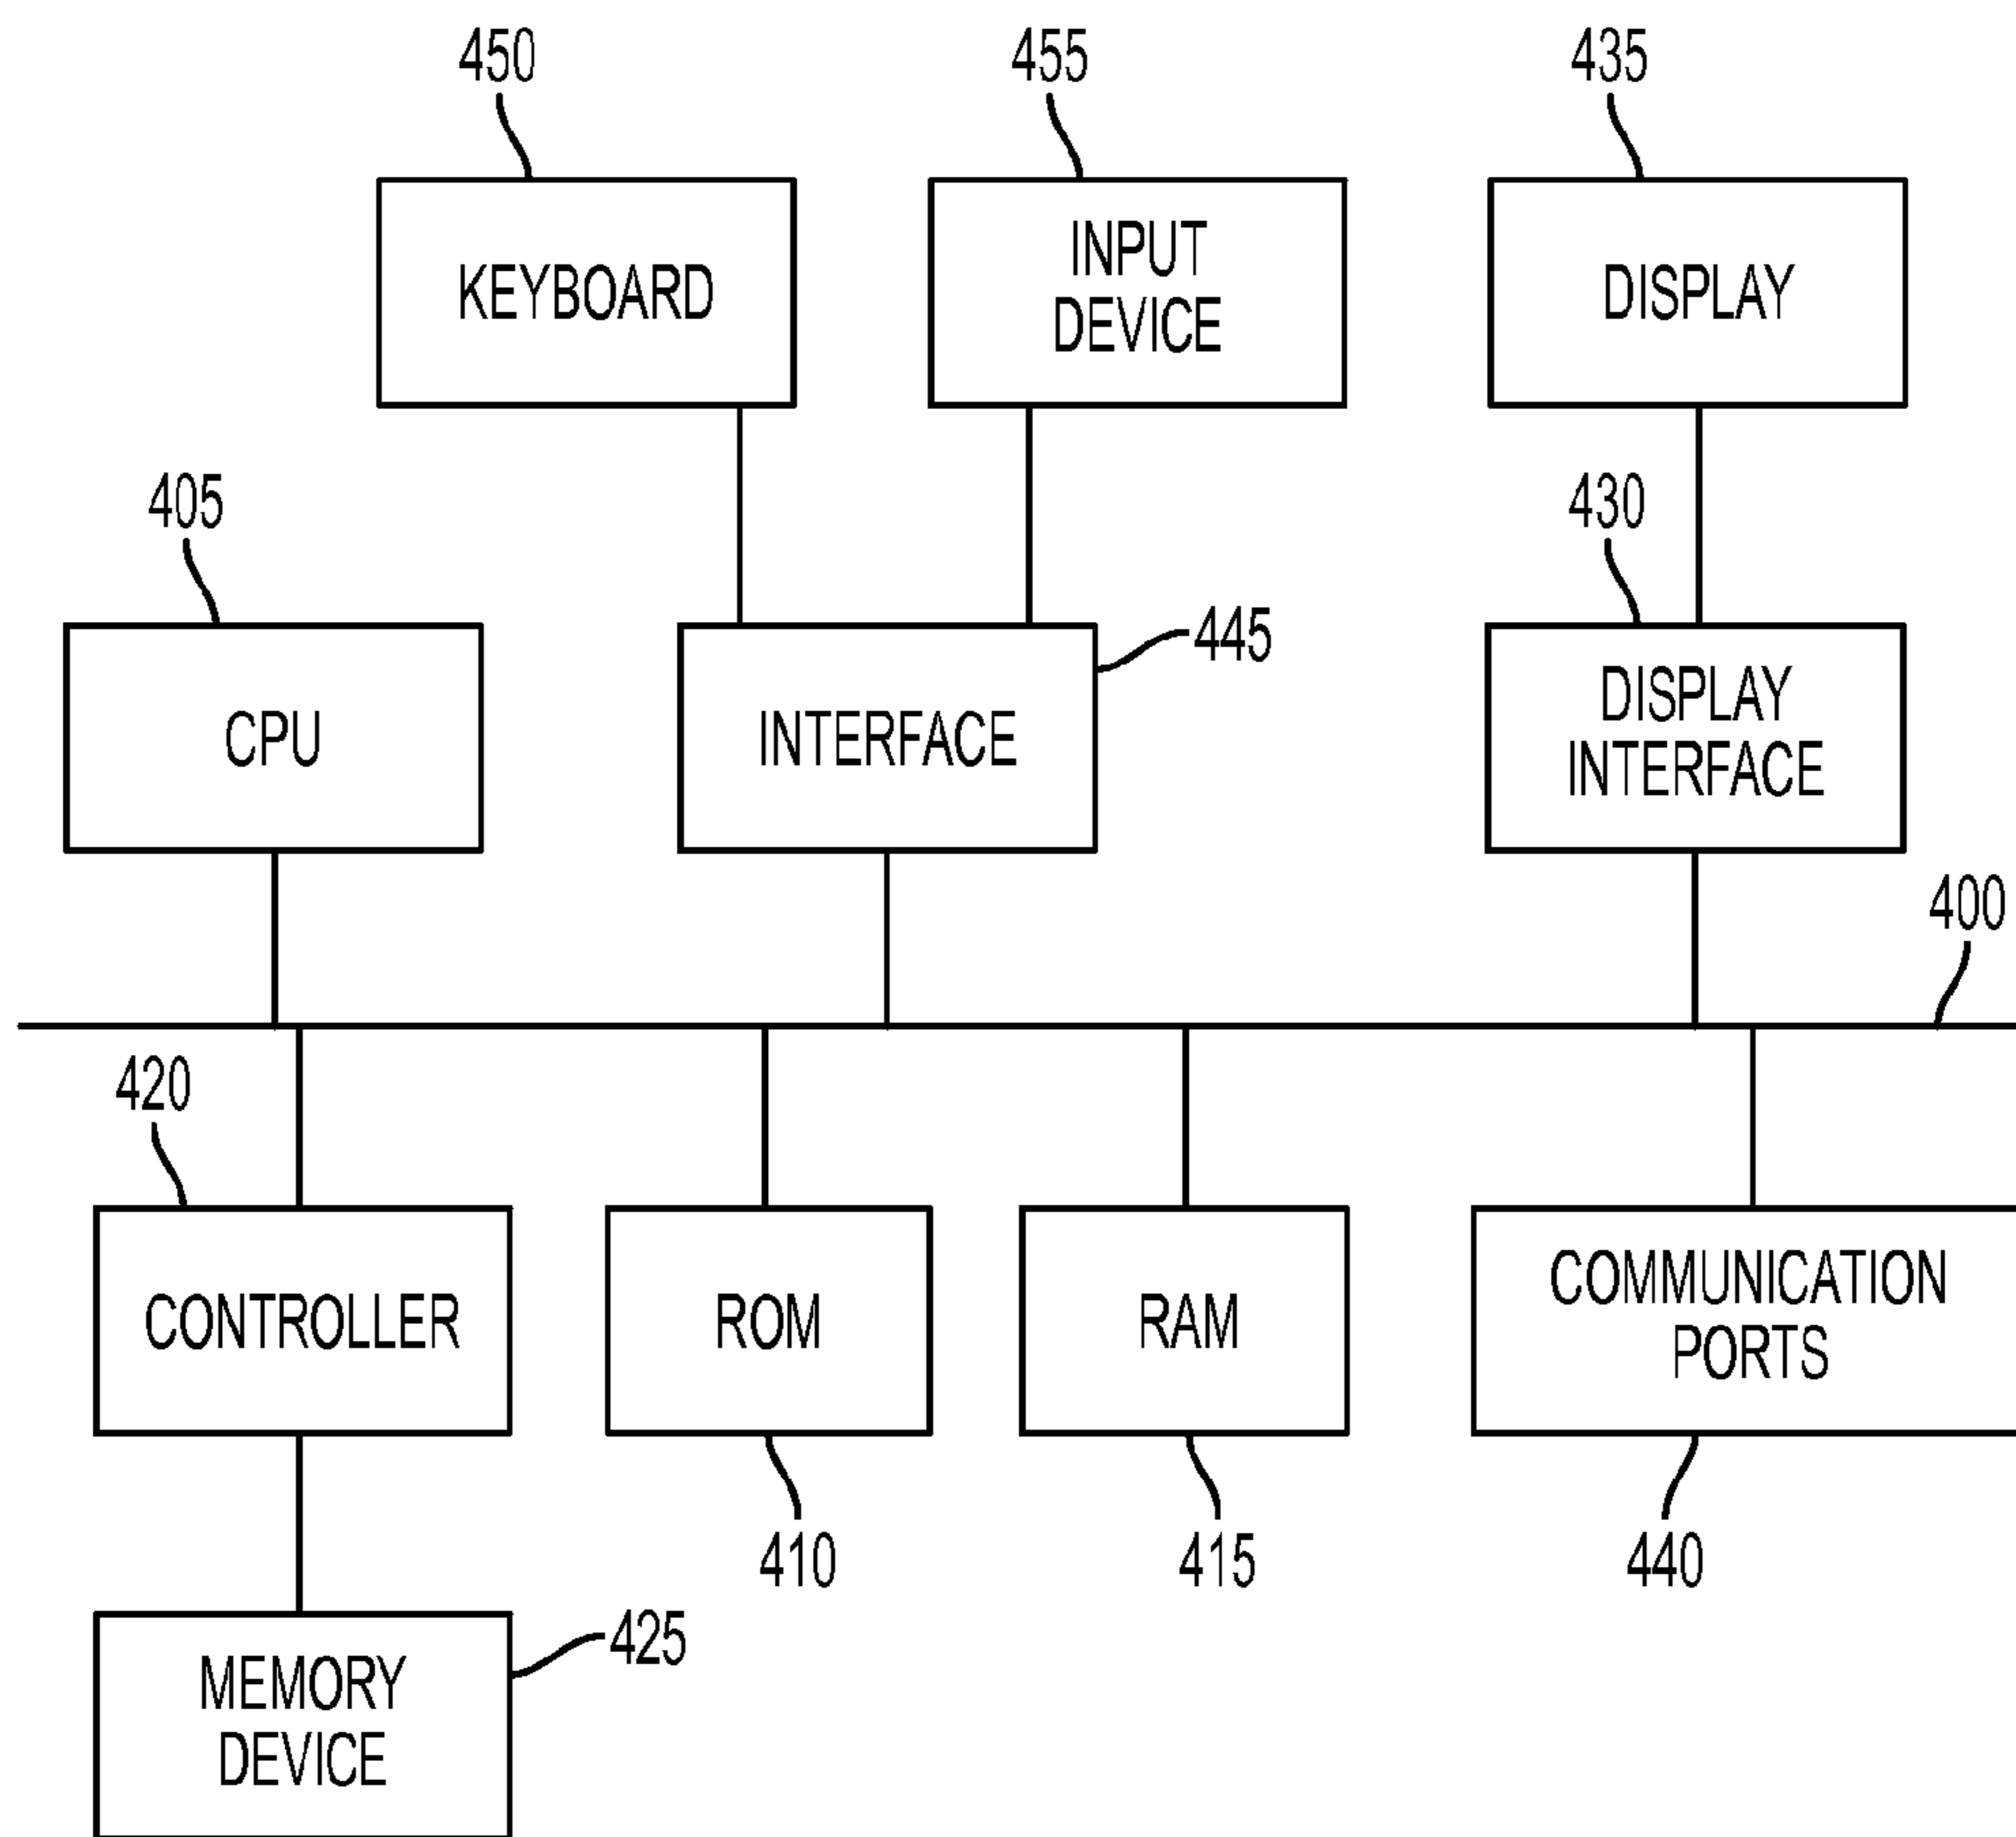 450
455
435
KEYBOARD
INPUT
DEVICE
DISPLAY
405
430
445
CPU
INTERFACE
DISPLAY
INTERFACE
400
420
CONTROLLER
ROM
RAM
COMMUNICATION
PORTS
410
415
440
425
MEMORY
DEVICE